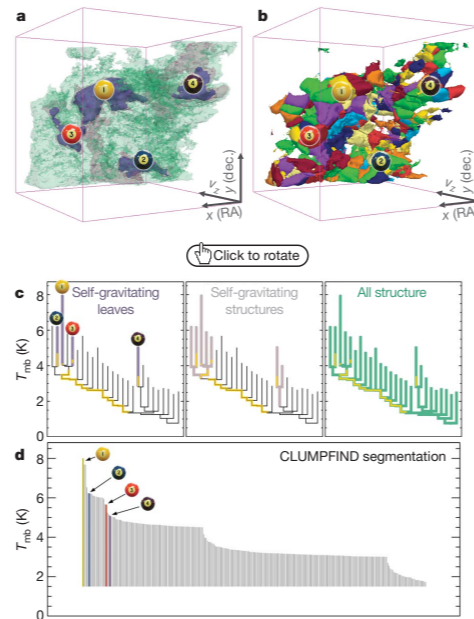 a
b
1
4
3
2
v_z
y (dec.)
x (RA)
1
4
3
2
v_z
y (dec.)
x (RA)
Click to rotate
c
8
6
4
2
0
T_mb (K)
1
2
3
4
Self-gravitating
leaves
Self-gravitating
structures
All structure
d
CLUMPFIND segmentation
8
6
4
2
0
T_mb (K)
1
2
3
4